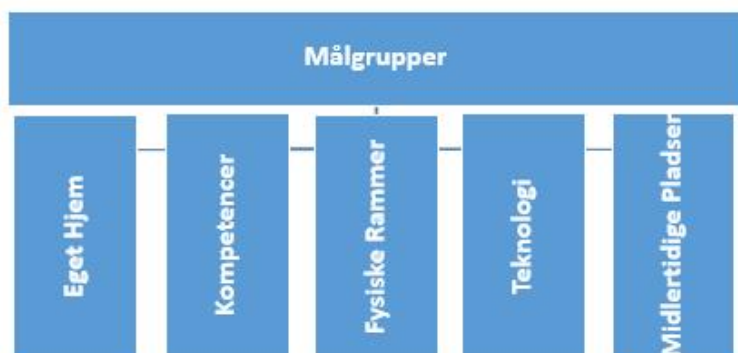 Målgrupper
Eget Hjem
Kompetencer
Fysiske Rammer
Teknologi
Midlertidige Pladser